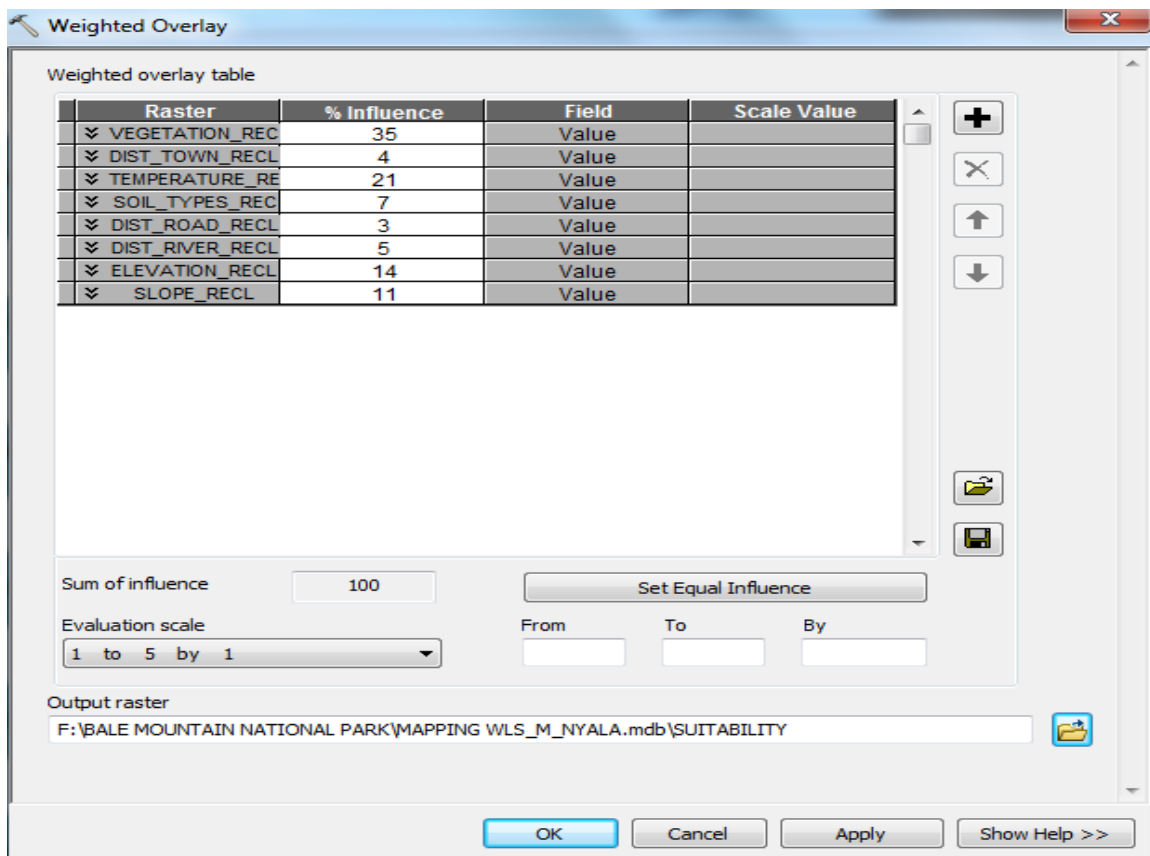 Weighted Overlay
Weighted overlay table
Raster % Influence Field Scale Value
VEGETATION_REC 35 Value
DIST_TOWN_RECL 4 Value
TEMPERATURE_RE 21 Value
SOIL_TYPES_REC 7 Value
DIST_ROAD_RECL 3 Value
DIST_RIVER_RECL 5 Value
ELEVATION_RECL 14 Value
SLOPE_RECL 11 Value
Sum of influence 100 Set Equal Influence
Evaluation scale From To By
1 to 5 by 1
Output raster
F:\BALE MOUNTAIN NATIONAL PARK\MAPPING WLS_M_NYALA.mdb\SUITABILITY
OK Cancel Apply Show Help >>